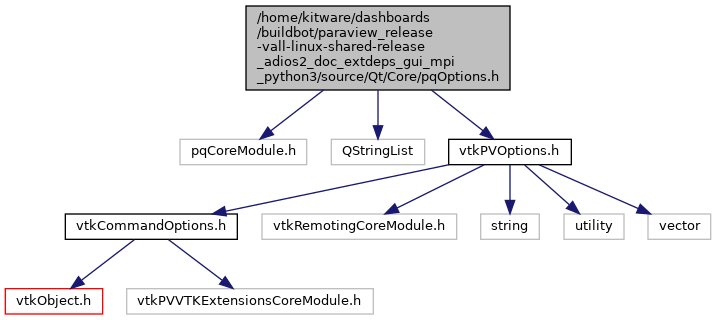 /home/kitware/dashboards
/buildbot/paraview_release
-vall-linux-shared-release
_adios2_doc_extdeps_gui_mpi
_python3/source/Qt/Core/pqOptions.h
pqCoreModule.h
QStringList
vtkPVOptions.h
vtkCommandOptions.h
vtkRemotingCoreModule.h
string
utility
vector
vtkObject.h
vtkPVVTKExtensionsCoreModule.h